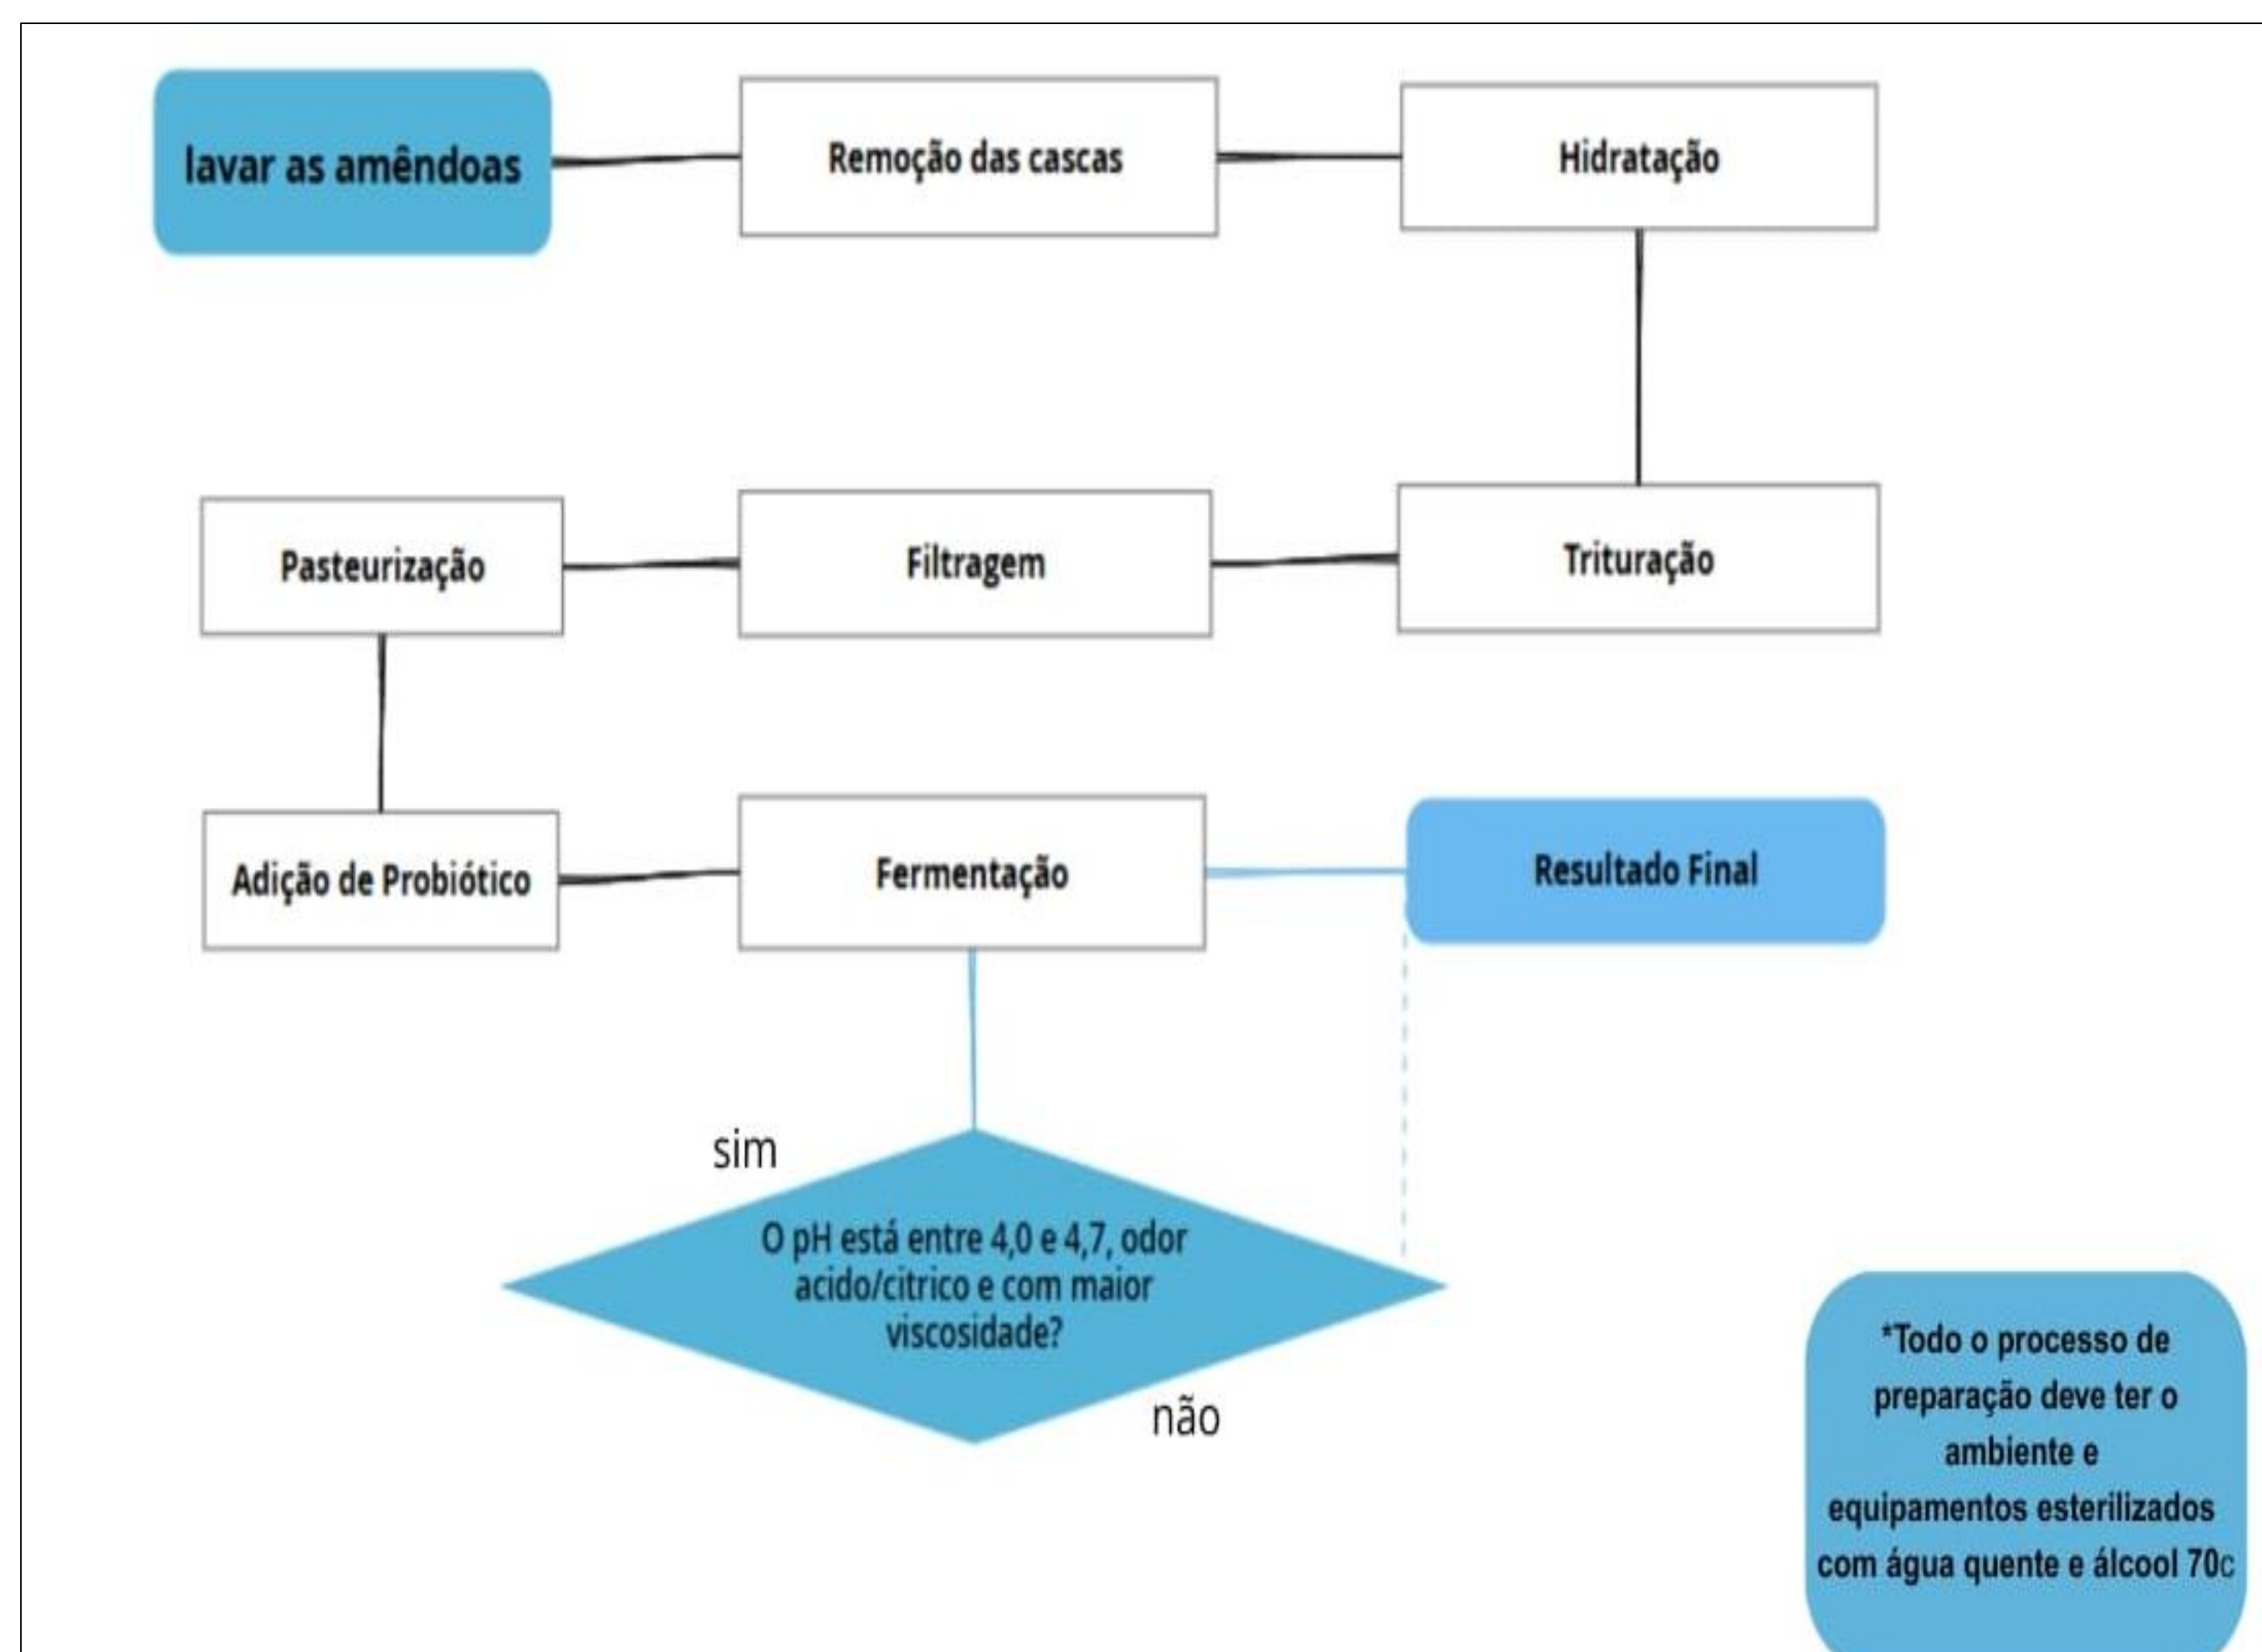 lavar as amêndoas
Remoção das cascas
Hidratação
Pasteurização
Filtragem
Trituração
Adição de Probiótico
Fermentação
Resultado Final
sim
O pH está entre 4,0 e 4,7, odor
acido/citrico e com maior
viscosidade?
não
*Todo o processo de
preparação deve ter o
ambiente e
equipamentos esterilizados
com água quente e álcool 70c